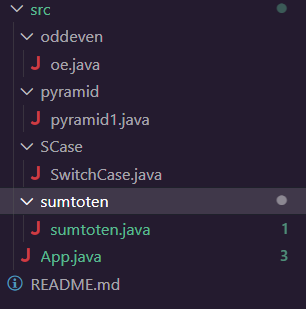 src
oddeven
J oe.java
pyramid
J pyramid1.java
SCase
J SwitchCase.java
sumtoten
J sumtoten.java 1
J App.java 3
README.md